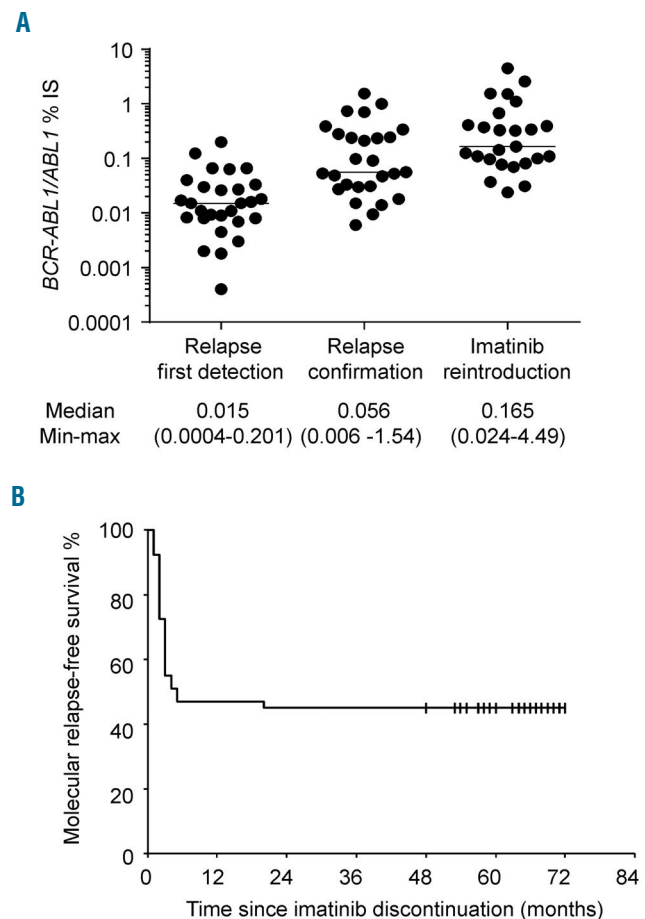 A
10
1
0.1
0.01
0.001
0.0001
BCR-ABL1/ABL1 % IS
Relapse first detection
Relapse confirmation
Imatinib reintroduction
Median 0.015 0.056 0.165
Min-max (0.0004-0.201) (0.006 -1.54) (0.024-4.49)
B
100
80
60
40
20
0
Molecular relapse-free survival %
0 12 24 36 48 60 72 84
Time since imatinib discontinuation (months)